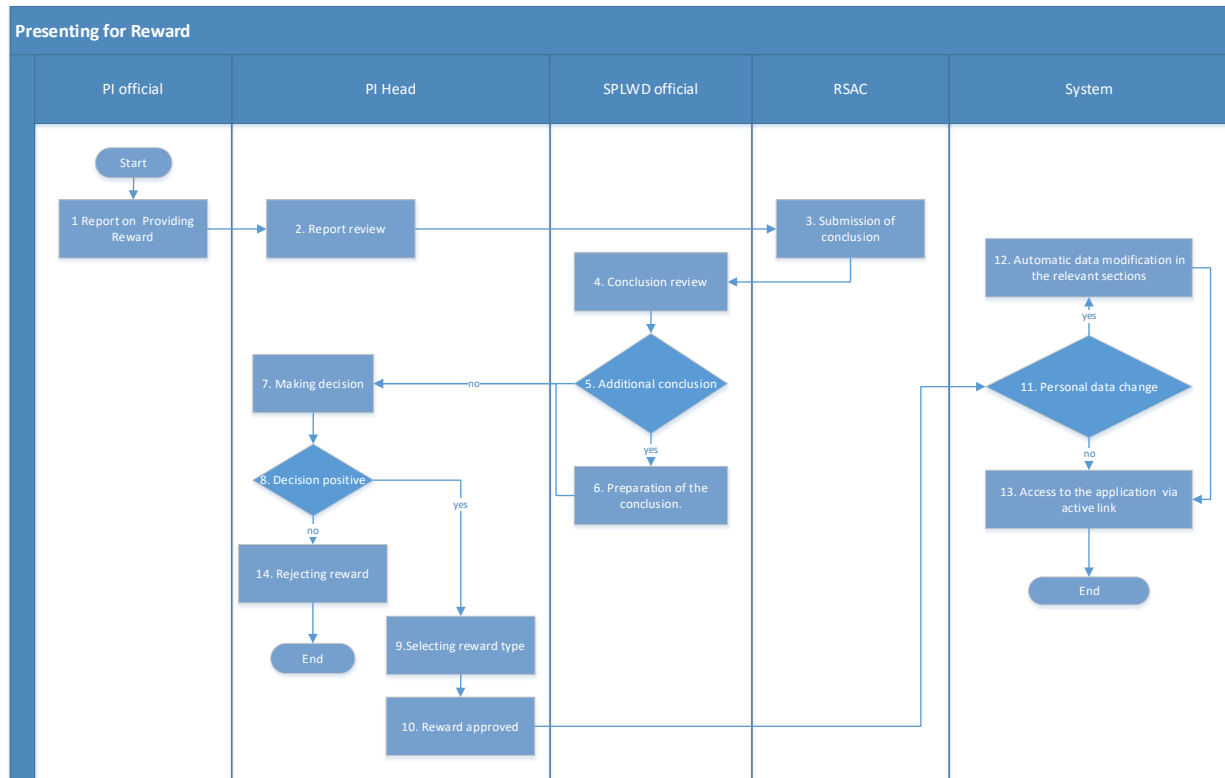 Presenting for Reward
PI official
PI Head
SPLWD official
RSAC
System
Start
1 Report on Providing
Reward
2. Report review
3. Submission of
conclusion
4. Conclusion review
12. Automatic data modification in
the relevant sections
yes
7. Making decision
no
5. Additional conclusion
11. Personal data change
yes
no
8. Decision positive
yes
6. Preparation of the
conclusion.
13. Access to the application via
active link
no
14. Rejecting reward
End
End
9.Selecting reward type
10. Reward approved